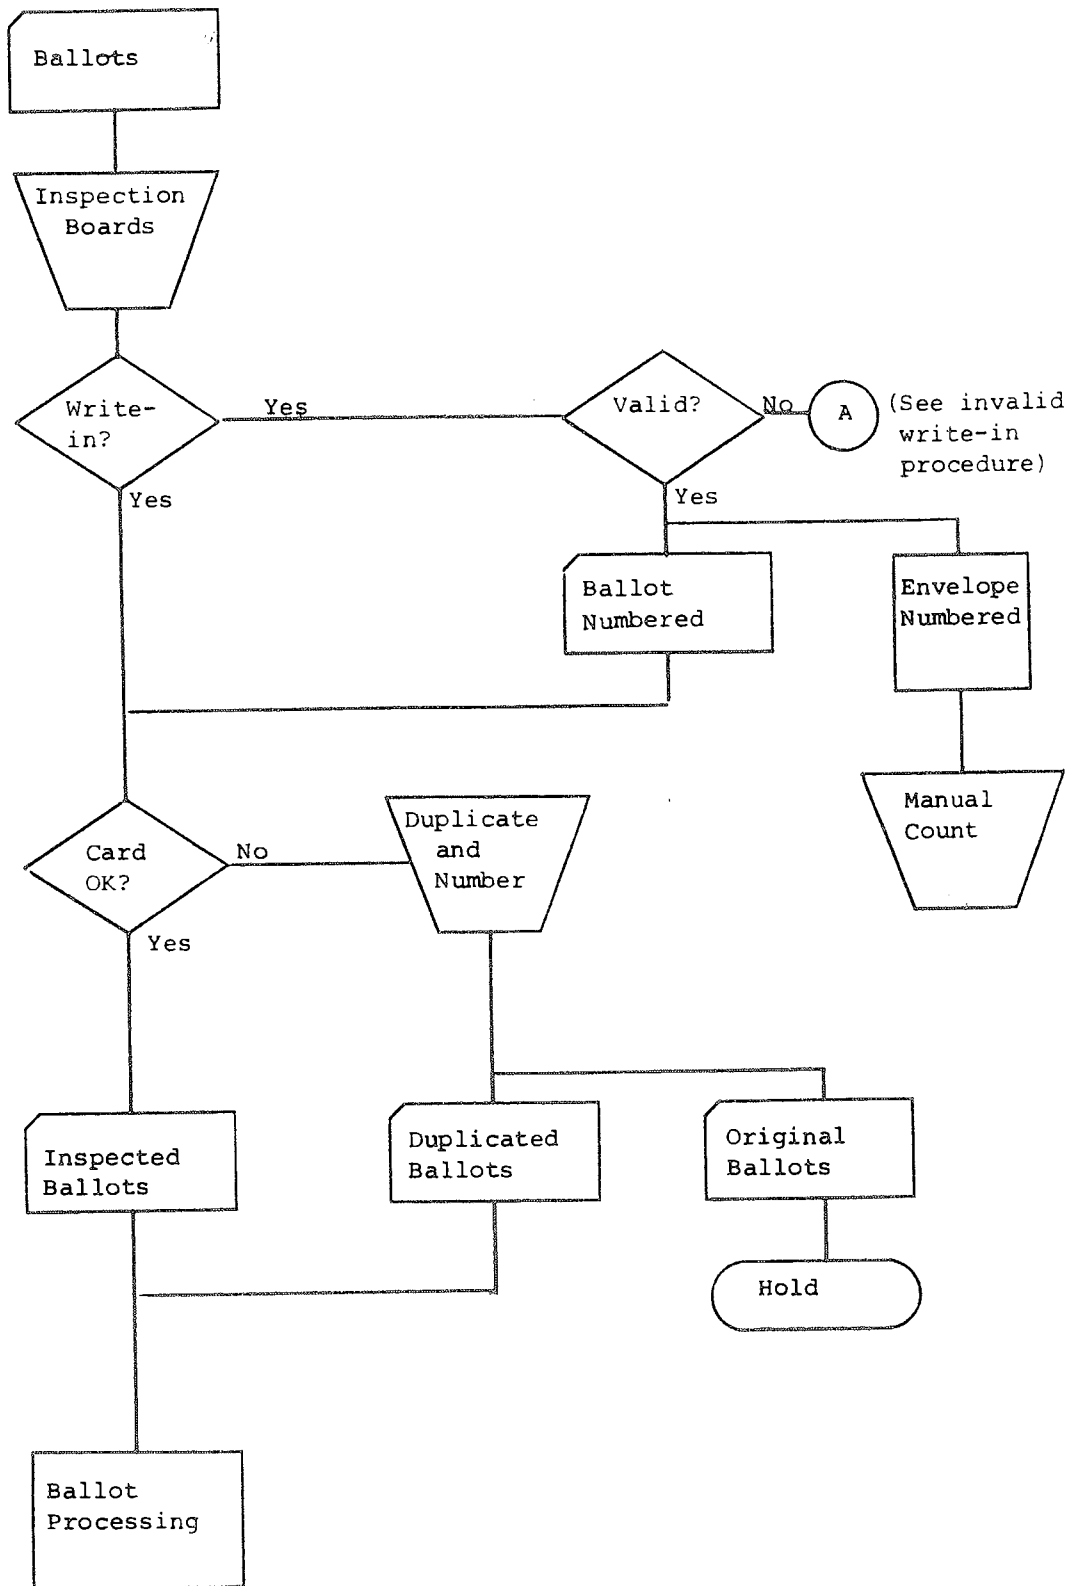 Ballots
Inspection
Boards
Write-
in?
Yes
Valid?
No
A
(See invalid
write-in
procedure)
Yes
Yes
Ballot
Numbered
Envelope
Numbered
Manual
Count
Card
OK?
No
Duplicate
and
Number
Yes
Inspected
Ballots
Duplicated
Ballots
Original
Ballots
Hold
Ballot
Processing